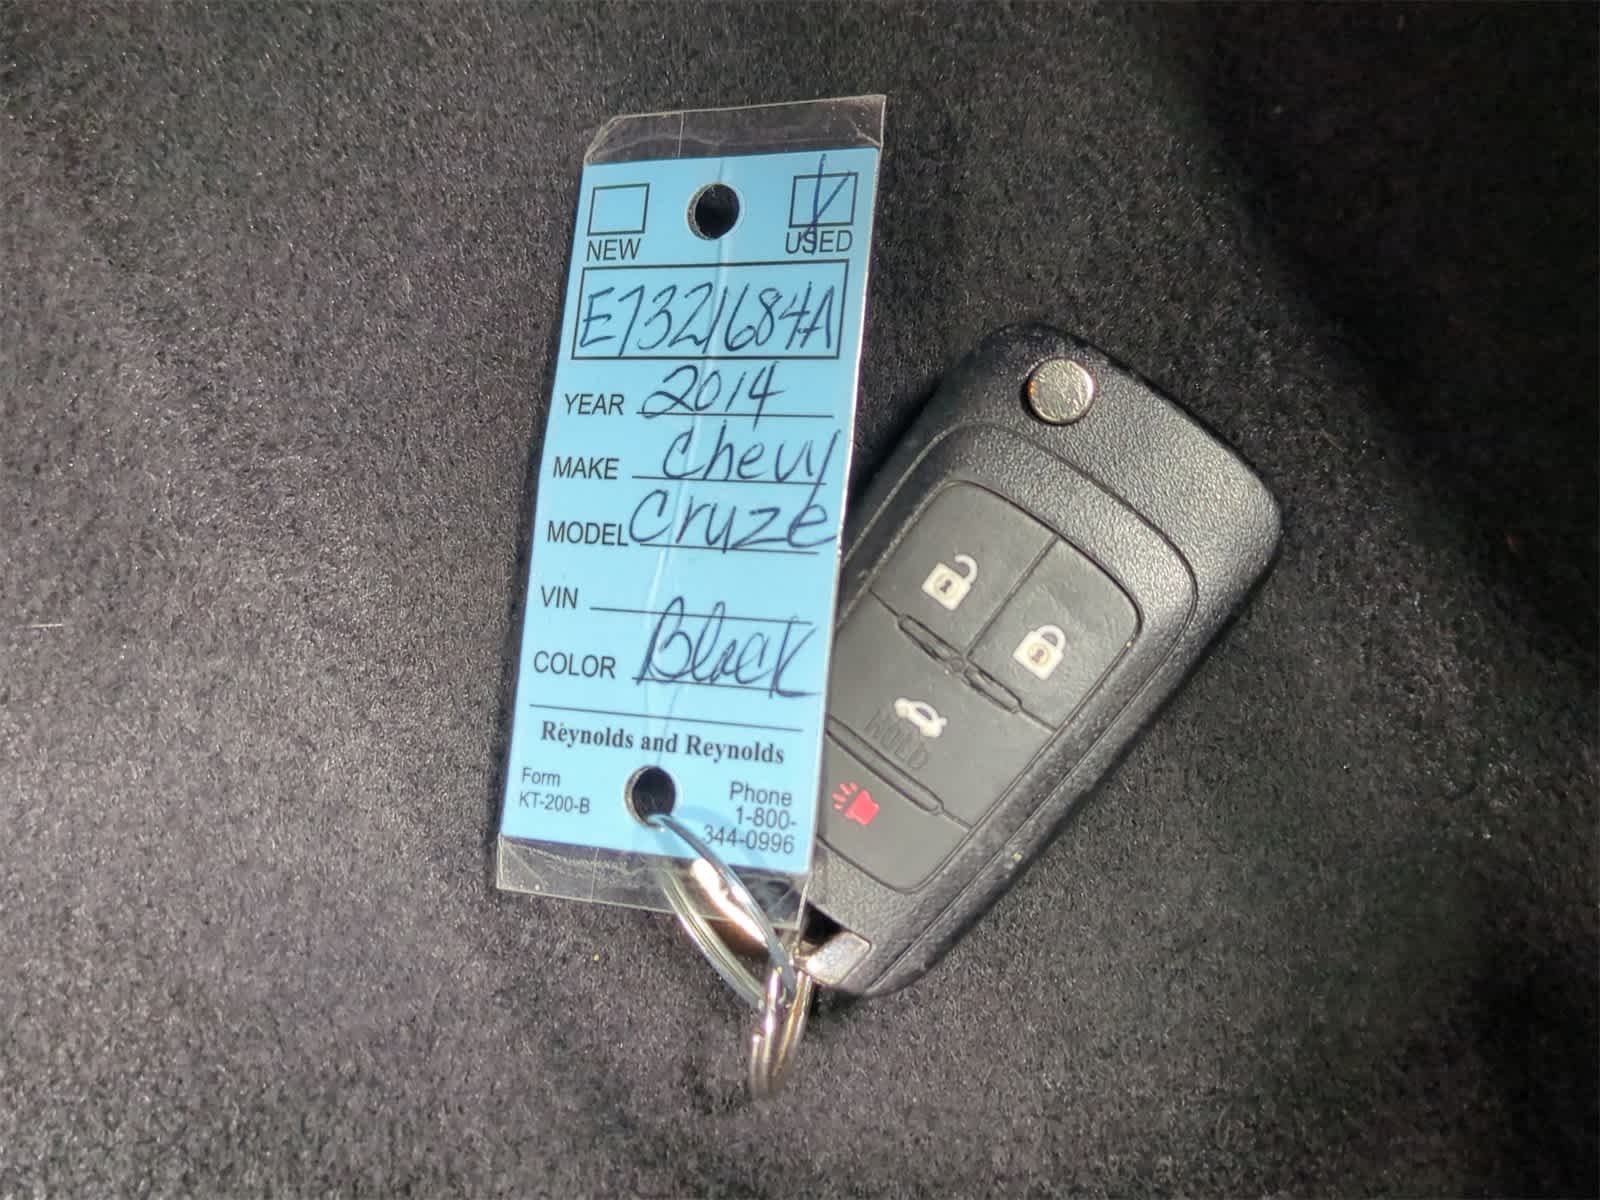 NEW USED
E7321684A
YEAR 2014
MAKE Chevy
MODEL Cruze
VIN
COLOR Black
Reynolds and Reynolds
Form
KT-200-B
Phone
1-800-
344-0996
HOLD